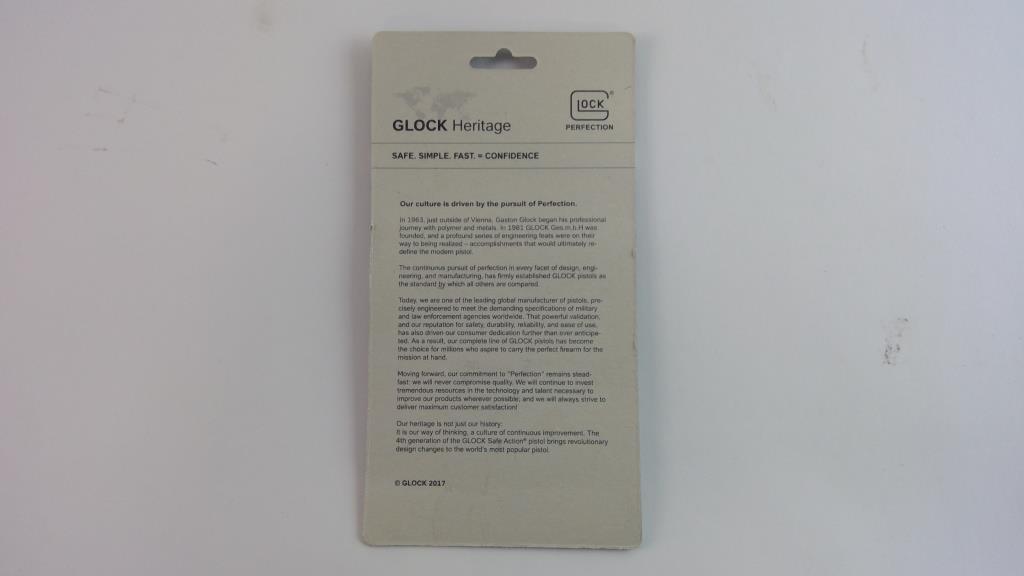 GLOCK®
PERFECTION
GLOCK Heritage
SAFE. SIMPLE. FAST. = CONFIDENCE
Our culture is driven by the pursuit of Perfection.
In 1963, just outside of Vienna, Gaston Glock began his professional
journey with polymer and metals. In 1981 GLOCK Ges.m.b.H was
founded, and a profound series of engineering feats were on their
way to being realized – accomplishments that would ultimately re-
define the modern pistol.
The continuous pursuit of perfection in every facet of design, engi-
neering, and manufacturing, has firmly established GLOCK pistols as
the standard by which all others are compared.
Today, we are one of the leading global manufacturer of pistols, pre-
cisely engineered to meet the demanding specifications of military
and law enforcement agencies worldwide. That powerful validation,
and our reputation for safety, durability, reliability, and ease of use,
has also driven our consumer dedication further than ever anticipa-
ted. As a result, our complete line of GLOCK pistols has become
the choice for millions who aspire to carry the perfect firearm for the
mission at hand.
Moving forward, our commitment to "Perfection" remains stead-
fast: we will never compromise quality. We will continue to invest
tremendous resources in the technology and talent necessary to
improve our products wherever possible; and we will always strive to
deliver maximum customer satisfaction!
Our heritage is not just our history:
It is our way of thinking, a culture of continuous improvement. The
4th generation of the GLOCK Safe Action® pistol brings revolutionary
design changes to the world's most popular pistol.
© GLOCK 2017